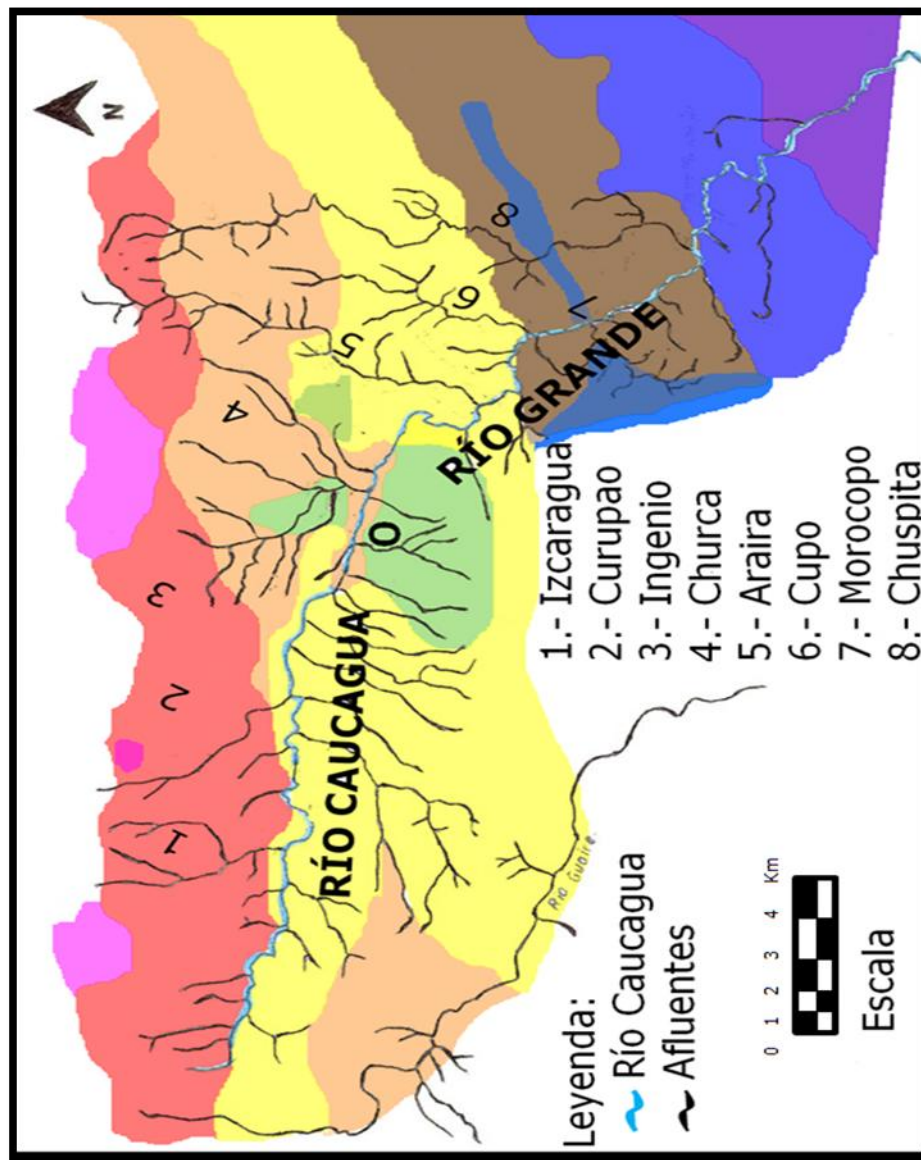 N
1
2
3
4
5
6
7
8
RÍO CAUCAGUA
O
RÍO GRANDE
Río Guaire.
Leyenda:
Río Caucagua
Afluentes
0 1 2 3 4 Km
Escala
1.- Izcaragua
2.- Curupao
3.- Ingenio
4.- Churca
5.- Araira
6.- Cupo
7.- Morocopo
8.- Chuspita